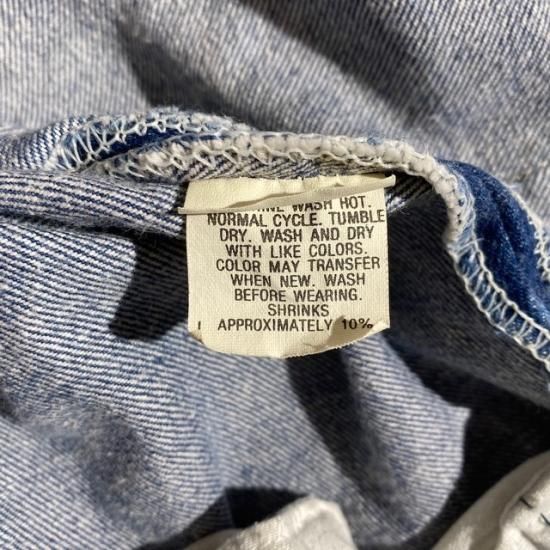 WASH HOT.
NORMAL CYCLE. TUMBLE
DRY. WASH AND DRY
WITH LIKE COLORS.
COLOR MAY TRANSFER
WHEN NEW. WASH
BEFORE WEARING.
SHRINKS
APPROXIMATELY 10%